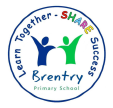 Learn Together - SHARE Success
Brentry
Primary School